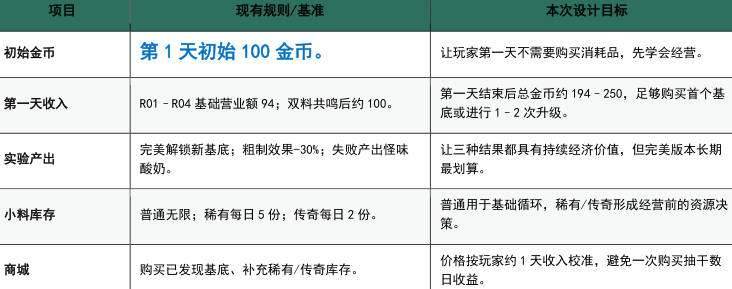 项目 现有规则/基准 本次设计目标
初始金币 第1天初始100金币。 让玩家第一天不需要购买消耗品，先学会经营。
第一天收入 R01–R04 基础营业额 94；双料共鸣后约 100。 第一天结束后总金币约 194–250，足够购买首个基
底或进行 1–2 次升级。
实验产出 完美解锁新基底；粗制效果-30%；失败产出怪味
酸奶。 让三种结果都具有持续经济价值，但完美版本长期
最划算。
小料库存 普通无限；稀有每日 5 份；传奇每日 2 份。 普通用于基础循环，稀有/传奇形成经营前的资源决
策。
商城 购买已发现基底、补充稀有/传奇库存。 价格按玩家约 1 天收入校准，避免一次购买抽干数
日收益。